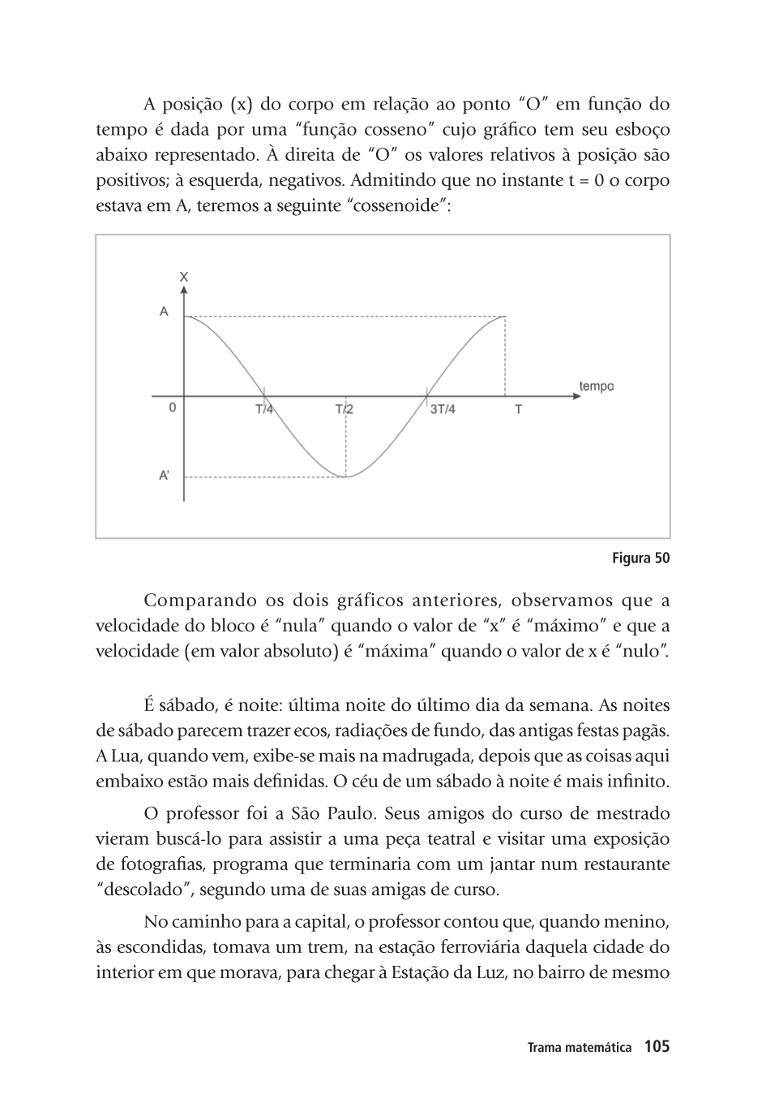 A posição (x) do corpo em relação ao ponto “O” em função do
tempo é dada por uma “função cosseno” cujo gráfico tem seu esboço
abaixo representado. À direita de “O” os valores relativos à posição são
positivos; à esquerda, negativos. Admitindo que no instante t = 0 o corpo
estava em A, teremos a seguinte “cossenoide”:
X
A
tempo
0
T/4
T/2
3T/4
T
A'
Figura 50
Comparando os dois gráficos anteriores, observamos que a
velocidade do bloco é “nula” quando o valor de “x” é “máximo” e que a
velocidade (em valor absoluto) é “máxima” quando o valor de x é “nulo”.
É sábado, é noite: última noite do último dia da semana. As noites
de sábado parecem trazer ecos, radiações de fundo, das antigas festas pagãs.
A Lua, quando vem, exibe-se mais na madrugada, depois que as coisas aqui
embaixo estão mais definidas. O céu de um sábado à noite é mais infinito.
O professor foi a São Paulo. Seus amigos do curso de mestrado
vieram buscá-lo para assistir a uma peça teatral e visitar uma exposição
de fotografias, programa que terminaria com um jantar num restaurante
“descolado”, segundo uma de suas amigas de curso.
No caminho para a capital, o professor contou que, quando menino,
às escondidas, tomava um trem, na estação ferroviária daquela cidade do
interior em que morava, para chegar à Estação da Luz, no bairro de mesmo
Trama matemática 105